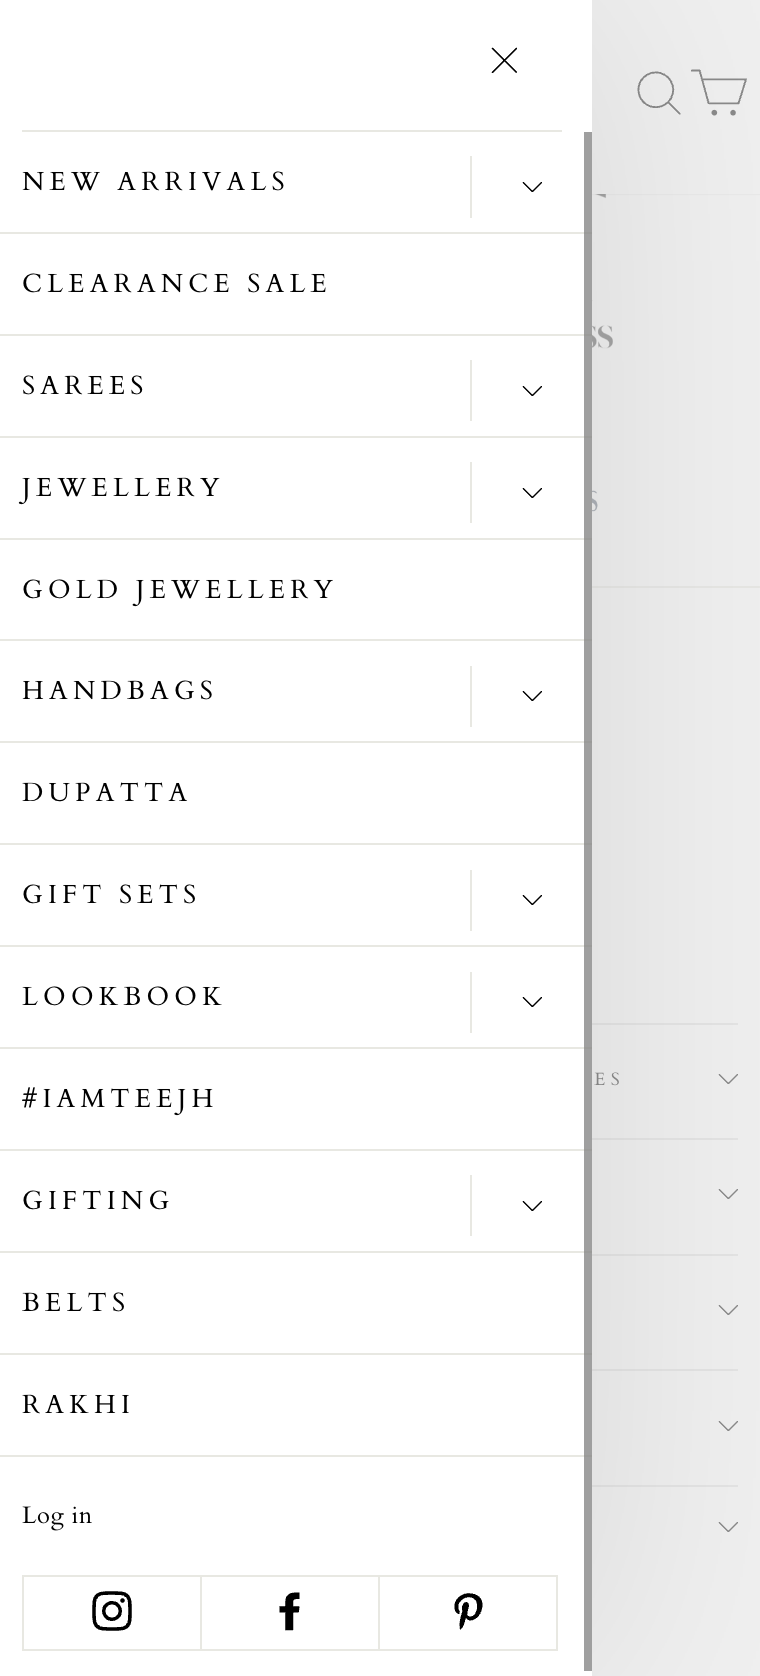 NEW ARRIVALS
CLEARANCE SALE
SAREES
JEWELLERY
GOLD JEWELLERY
HANDBAGS
DUPATTA
GIFT SETS
LOOKBOOK
#IAMTEEJH
GIFTING
BELTS
RAKHI
Log in